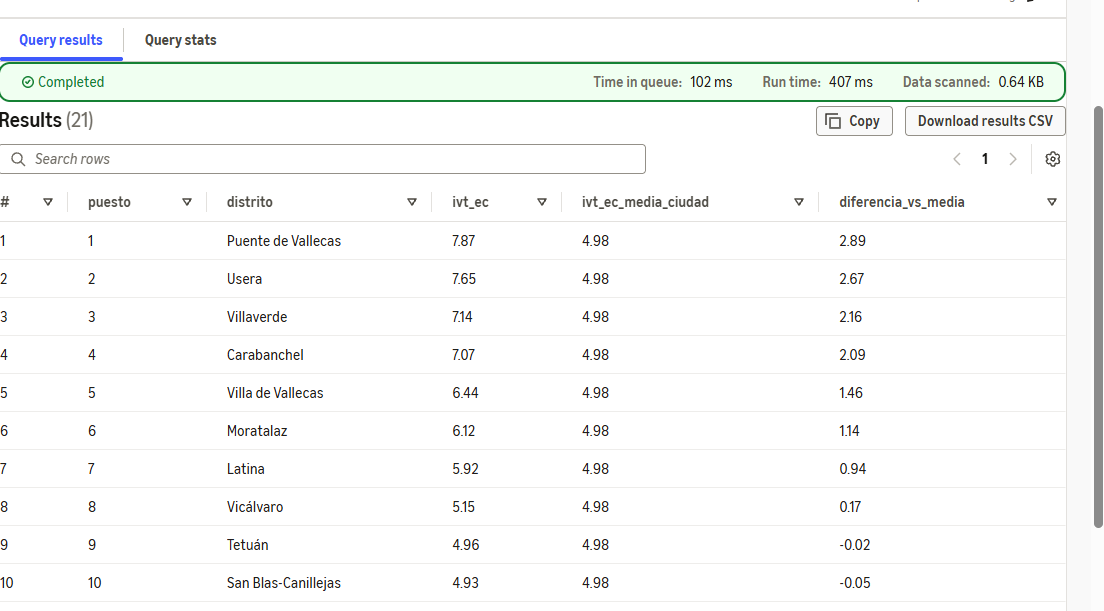 Query results Query stats
Completed Time in queue: 102 ms Run time: 407 ms Data scanned: 0.64 KB
Results (21) Copy Download results CSV
Search rows 1
# puesto distrito ivt_ec ivt_ec_media_ciudad diferencia_vs_media
1 1 Puente de Vallecas 7.87 4.98 2.89
2 2 Usera 7.65 4.98 2.67
3 3 Villaverde 7.14 4.98 2.16
4 4 Carabanchel 7.07 4.98 2.09
5 5 Villa de Vallecas 6.44 4.98 1.46
6 6 Moratalaz 6.12 4.98 1.14
7 7 Latina 5.92 4.98 0.94
8 8 Vicálvaro 5.15 4.98 0.17
9 9 Tetuán 4.96 4.98 -0.02
10 10 San Blas-Canillejas 4.93 4.98 -0.05